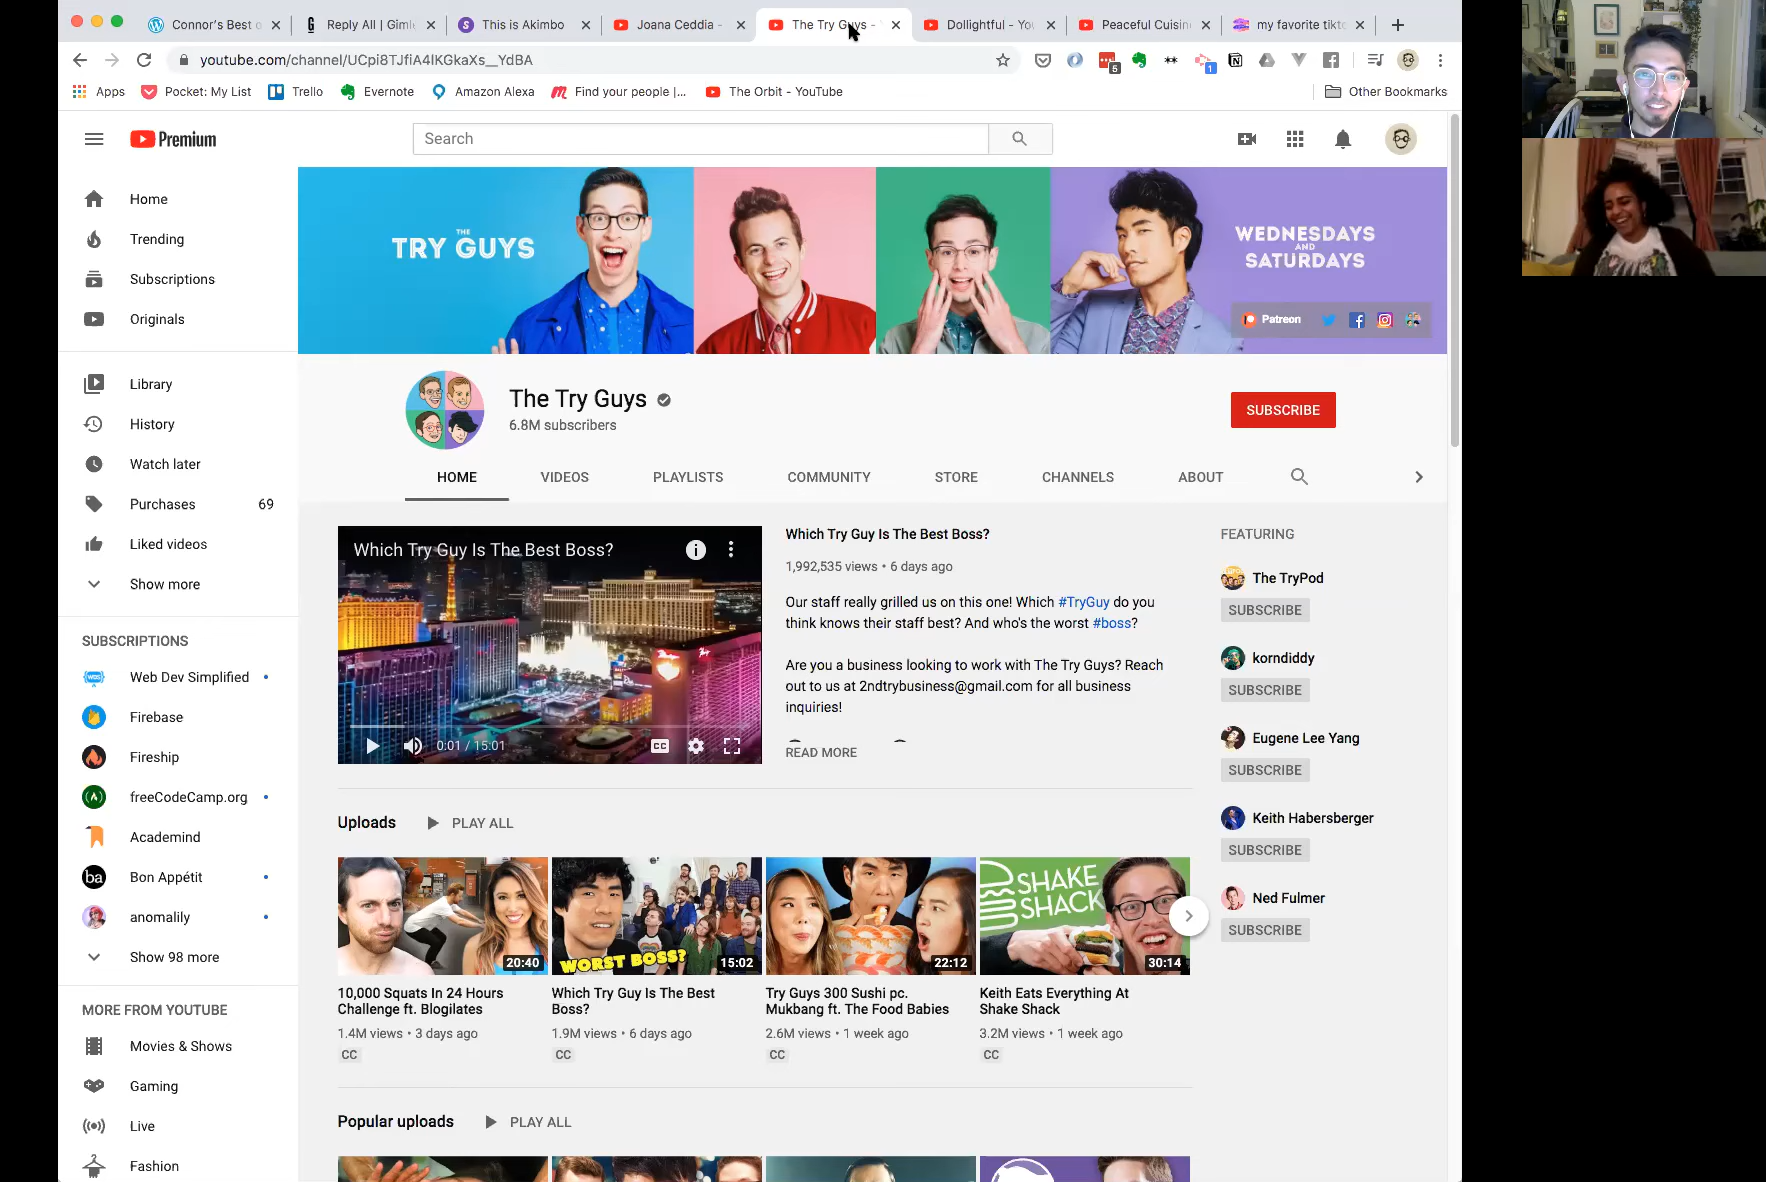 Connor's Best o
Reply All | Giml
This is Akimbo
Joana Ceddia -
The Try Guys -
Dollightful - You
Peaceful Cuisin
my favorite tikto
youtube.com/channel/UCpi8TJfiA4lKGkaXs__YdBA
5
1
Apps
Pocket: My List
Trello
Evernote
Amazon Alexa
Find your people |...
The Orbit - YouTube
Other Bookmarks
Premium
Search
Home
Trending
Subscriptions
Originals
Library
History
Watch later
Purchases 69
Liked videos
Show more
SUBSCRIPTIONS
Web Dev Simplified
Firebase
Fireship
freeCodeCamp.org
Academind
ba Bon Appétit
anomalily
Show 98 more
MORE FROM YOUTUBE
Movies & Shows
Gaming
Live
Fashion
THE
TRY GUYS
WEDNESDAYS
AND
SATURDAYS
Patreon
The Try Guys
6.8M subscribers
SUBSCRIBE
HOME VIDEOS PLAYLISTS COMMUNITY STORE CHANNELS ABOUT
Which Try Guy Is The Best Boss?
0:01 / 15:01
CC
Which Try Guy Is The Best Boss?
1,992,535 views • 6 days ago
Our staff really grilled us on this one! Which #TryGuy do you
think knows their staff best? And who's the worst #boss?
Are you a business looking to work with The Try Guys? Reach
out to us at 2ndtrybusiness@gmail.com for all business
inquiries!
READ MORE
FEATURING
The TryPod
SUBSCRIBE
korndiddy
SUBSCRIBE
Eugene Lee Yang
SUBSCRIBE
Keith Habersberger
SUBSCRIBE
Ned Fulmer
SUBSCRIBE
Uploads PLAY ALL
20:40
10,000 Squats In 24 Hours
Challenge ft. Blogilates
1.4M views • 3 days ago
CC
WORST BOSS?
15:02
Which Try Guy Is The Best
Boss?
1.9M views • 6 days ago
CC
22:12
Try Guys 300 Sushi pc.
Mukbang ft. The Food Babies
2.6M views • 1 week ago
CC
SHAKE
SHACK
30:14
Keith Eats Everything At
Shake Shack
3.2M views • 1 week ago
CC
Popular uploads PLAY ALL